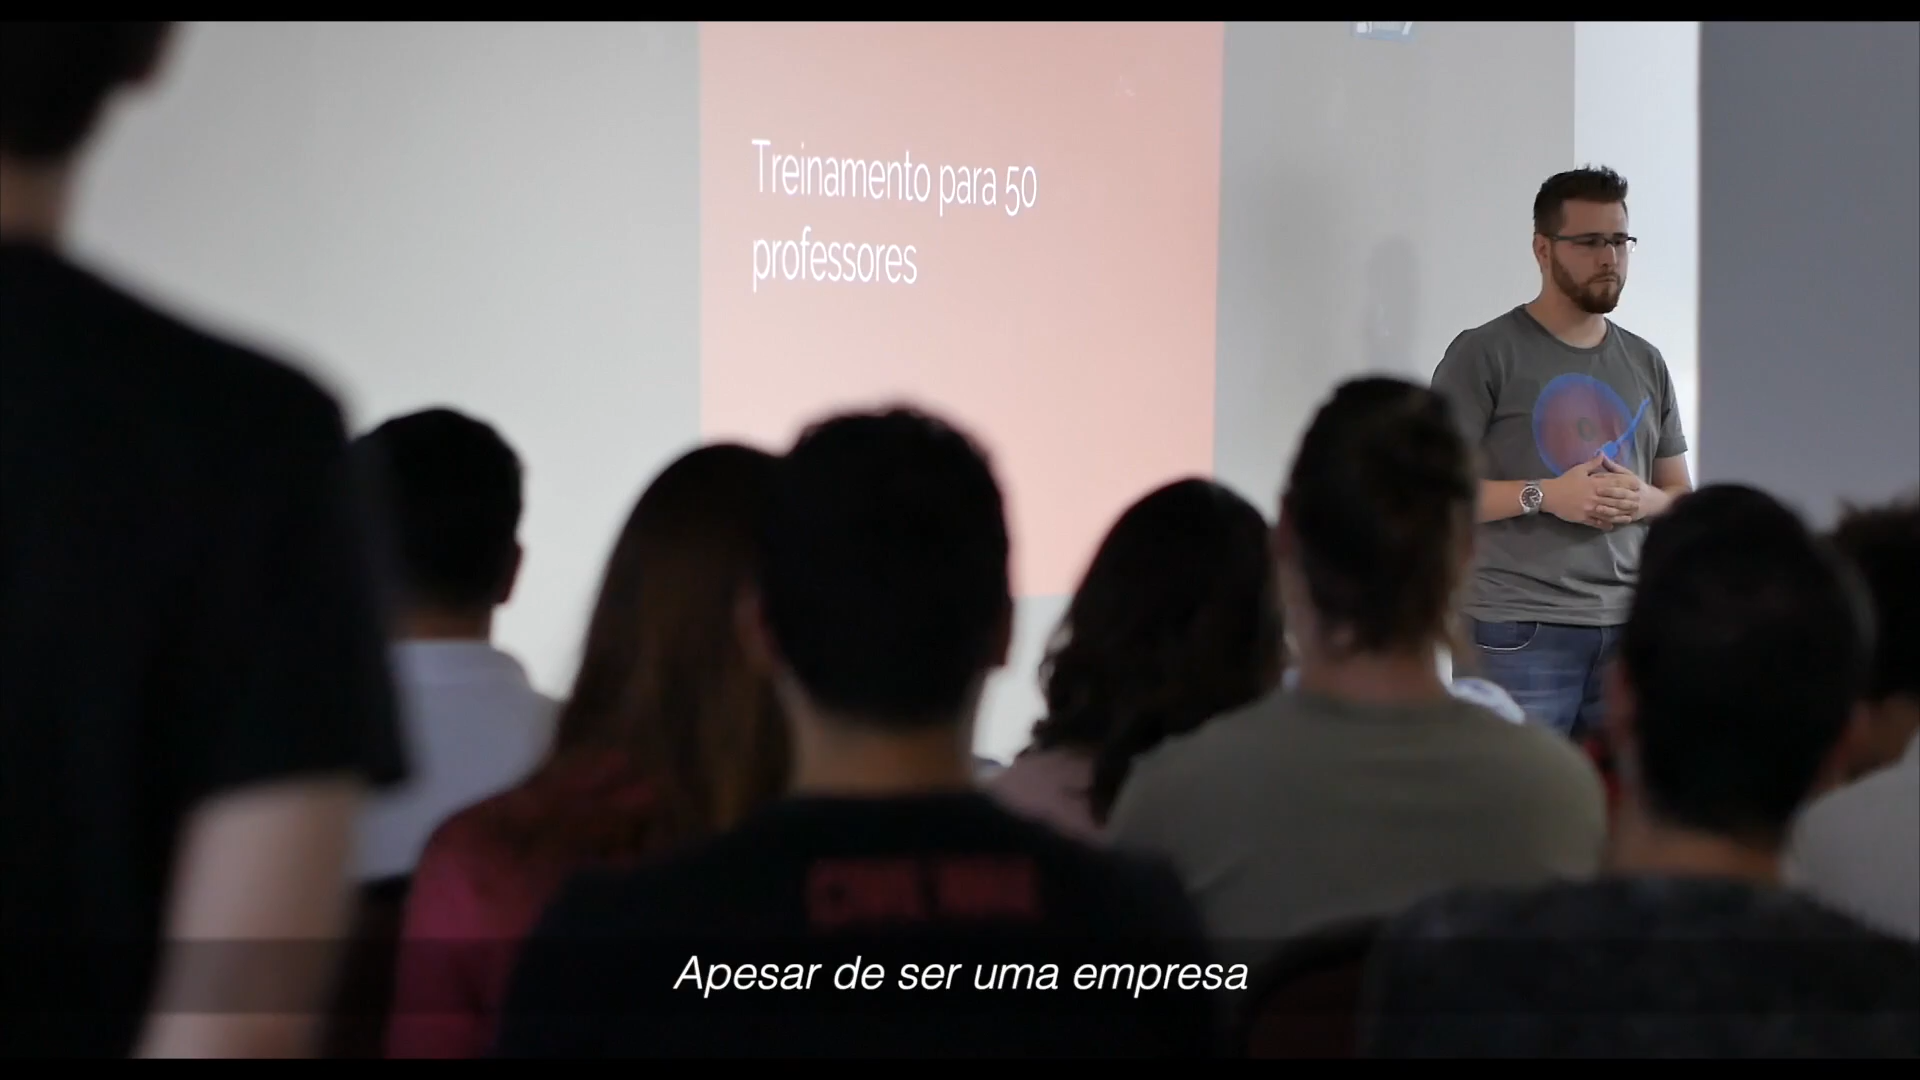 Treinamento para 50
professores
Apesar de ser uma empresa